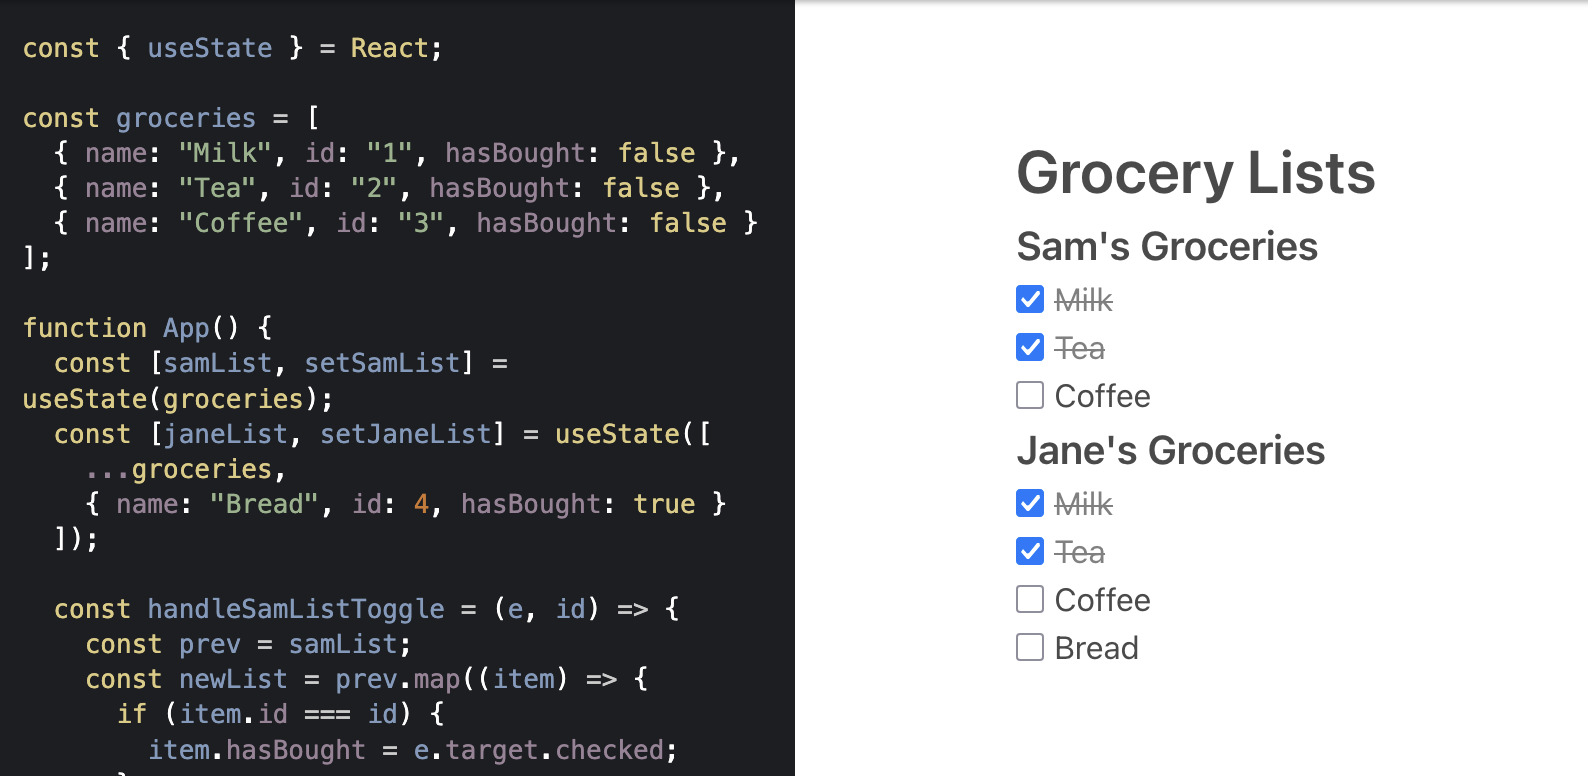 const { useState } = React;
const groceries = [
{ name: "Milk", id: "1", hasBought: false },
{ name: "Tea", id: "2", hasBought: false },
{ name: "Coffee", id: "3", hasBought: false }
];
function App() {
const [samList, setSamList] =
useState(groceries);
const [janeList, setJaneList] = useState([
...groceries,
{ name: "Bread", id: 4, hasBought: true }
]);
const handleSamListToggle = (e, id) => {
const prev = samList;
const newList = prev.map((item) => {
if (item.id === id) {
item.hasBought = e.target.checked;
Grocery Lists
Sam's Groceries
Milk
Tea
Coffee
Jane's Groceries
Milk
Tea
Coffee
Bread